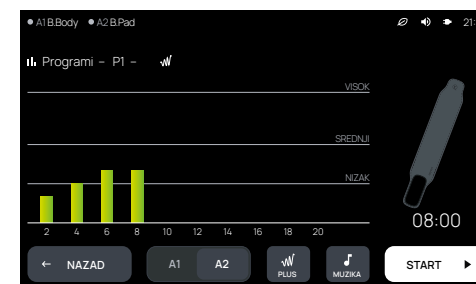 A1 B.Body A2 B.Pad 21:
Programi – P1 –
VISOK
SREDNJI
NIZAK
08:00
2 4 6 8 10 12 14 16 18 20
← NAZAD A1 A2 PLUS MUZIKA START